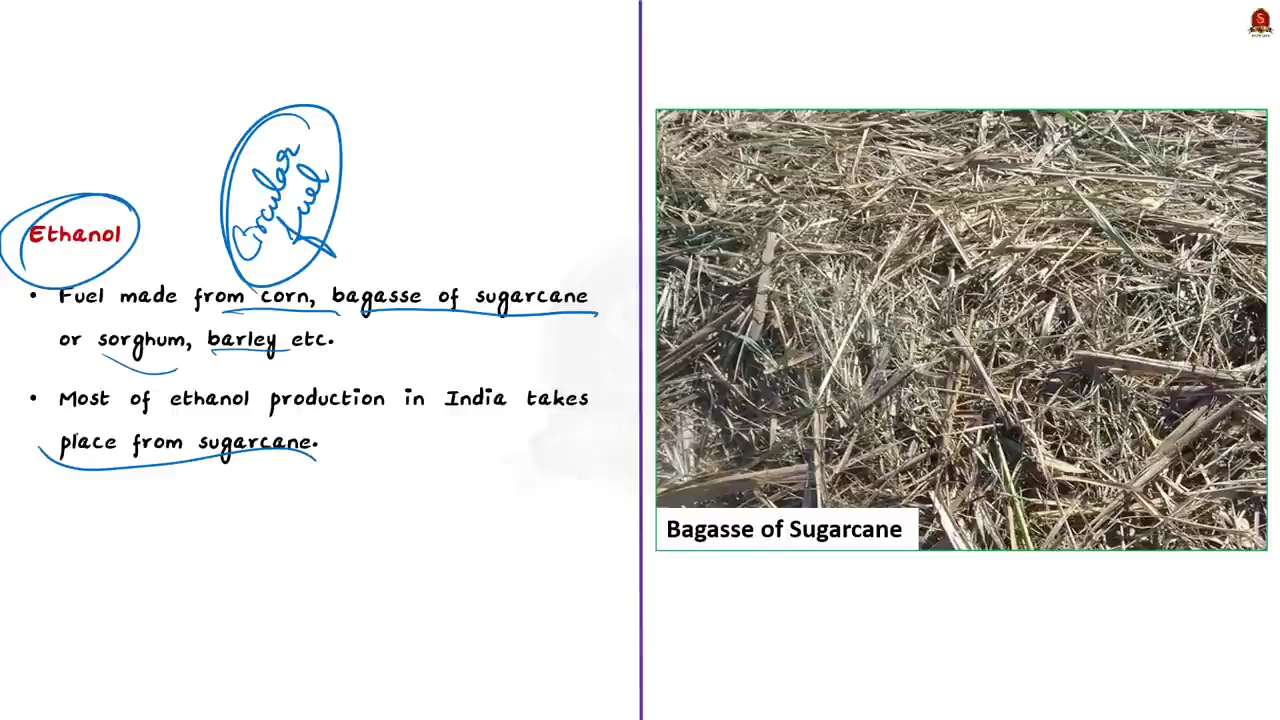 Circular
fuel
Ethanol
• Fuel made from corn, bagasse of sugarcane
or sorghum, barley etc.
• Most of ethanol production in India takes
place from sugarcane.
Bagasse of Sugarcane